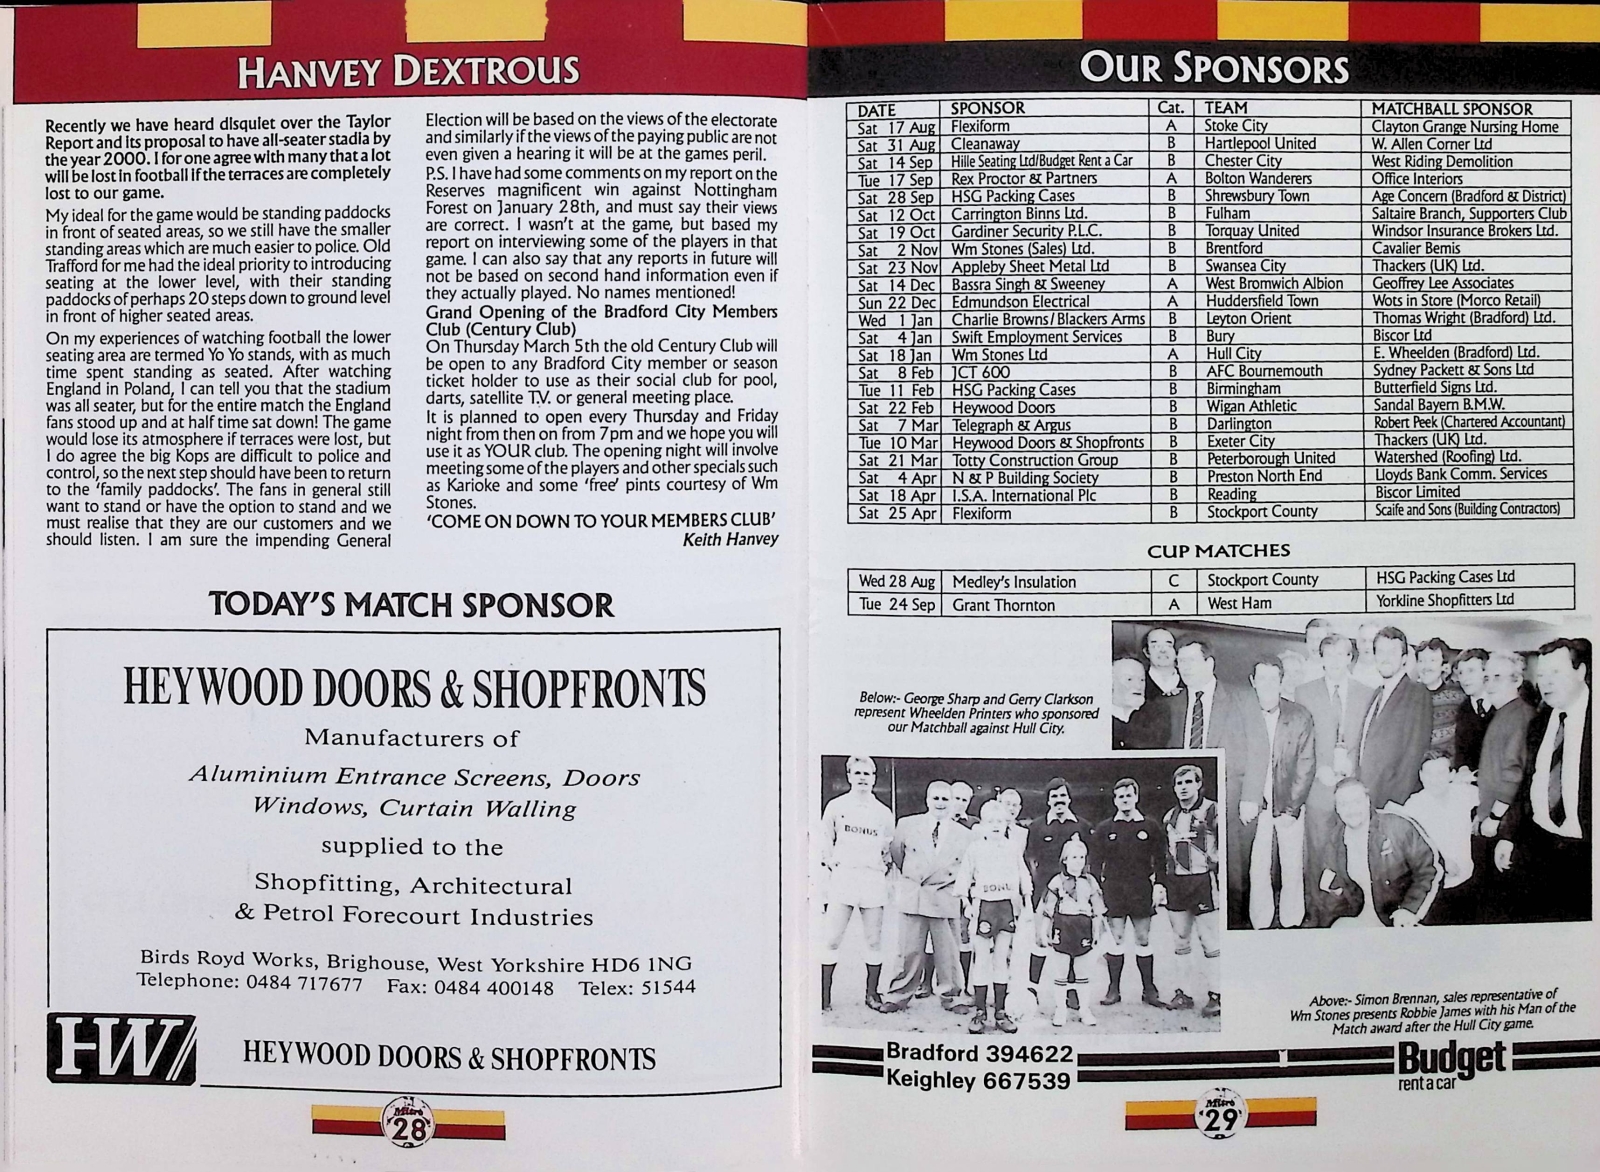 HANVEY DEXTROUS
Recently we have heard disquiet over the Taylor
Report and its proposal to have all-seater stadia by
the year 2000. I for one agree with many that a lot
will be lost in football if the terraces are completely
lost to our game.
My ideal for the game would be standing paddocks
in front of seated areas, so we still have the smaller
standing areas which are much easier to police. Old
Trafford for me had the ideal priority to introducing
seating at the lower level, with their standing
paddocks of perhaps 20 steps down to ground level
in front of higher seated areas.
On my experiences of watching football the lower
seating area are termed Yo Yo stands, with as much
time spent standing as seated. After watching
England in Poland, I can tell you that the stadium
was all seater, but for the entire match the England
fans stood up and at half time sat down! The game
would lose its atmosphere if terraces were lost, but
I do agree the big Kops are difficult to police and
control, so the next step should have been to return
to the 'family paddocks'. The fans in general still
want to stand or have the option to stand and we
must realise that they are our customers and we
should listen. I am sure the impending General
Election will be based on the views of the electorate
and similarly if the views of the paying public are not
even given a hearing it will be at the games peril.
P.S. I have had some comments on my report on the
Reserves magnificent win against Nottingham
Forest on January 28th, and must say their views
are correct. I wasn't at the game, but based my
report on interviewing some of the players in that
game. I can also say that any reports in future will
not be based on second hand information even if
they actually played. No names mentioned!
Grand Opening of the Bradford City Members
Club (Century Club)
On Thursday March 5th the old Century Club will
be open to any Bradford City member or season
ticket holder to use as their social club for pool,
darts, satellite T.V. or general meeting place.
It is planned to open every Thursday and Friday
night from then on from 7pm and we hope you will
use it as YOUR club. The opening night will involve
meeting some of the players and other specials such
as Karioke and some 'free' pints courtesy of Wm
Stones.
'COME ON DOWN TO YOUR MEMBERS CLUB'
Keith Hanvey
TODAY'S MATCH SPONSOR
HEYWOOD DOORS & SHOPFRONTS
Manufacturers of
Aluminium Entrance Screens, Doors
Windows, Curtain Walling
supplied to the
Shopfitting, Architectural
& Petrol Forecourt Industries
Birds Royd Works, Brighouse, West Yorkshire HD6 1NG
Telephone: 0484 717677 Fax: 0484 400148 Telex: 51544
HW
HEYWOOD DOORS & SHOPFRONTS
Mitre
28
OUR SPONSORS
DATE SPONSOR Cat. TEAM MATCHBALL SPONSOR
Sat 17 Aug Flexiform A Stoke City Clayton Grange Nursing Home
Sat 31 Aug Cleanaway B Hartlepool United W. Allen Corner Ltd
Sat 14 Sep Hille Seating Ltd/Budget Rent a Car B Chester City West Riding Demolition
Tue 17 Sep Rex Proctor & Partners A Bolton Wanderers Office Interiors
Sat 28 Sep HSG Packing Cases B Shrewsbury Town Age Concern (Bradford & District)
Sat 12 Oct Carrington Binns Ltd. B Fulham Saltaire Branch, Supporters Club
Sat 19 Oct Gardiner Security P.L.C. B Torquay United Windsor Insurance Brokers Ltd.
Sat 2 Nov Wm Stones (Sales) Ltd. B Brentford Cavalier Bemis
Sat 23 Nov Appleby Sheet Metal Ltd B Swansea City Thackers (UK) Ltd.
Sat 14 Dec Bassra Singh & Sweeney A West Bromwich Albion Geoffrey Lee Associates
Sun 22 Dec Edmundson Electrical A Huddersfield Town Wots in Store (Morco Retail)
Wed 1 Jan Charlie Browns/Blackers Arms B Leyton Orient Thomas Wright (Bradford) Ltd.
Sat 4 Jan Swift Employment Services B Bury Biscor Ltd
Sat 18 Jan Wm Stones Ltd A Hull City E. Wheelden (Bradford) Ltd.
Sat 8 Feb JCT 600 B AFC Bournemouth Sydney Packett & Sons Ltd
Tue 11 Feb HSG Packing Cases B Birmingham Butterfield Signs Ltd.
Sat 22 Feb Heywood Doors B Wigan Athletic Sandal Bayern B.M.W.
Sat 7 Mar Telegraph & Argus B Darlington Robert Peek (Chartered Accountant)
Tue 10 Mar Heywood Doors & Shopfronts B Exeter City Thackers (UK) Ltd.
Sat 21 Mar Totty Construction Group B Peterborough United Watershed (Roofing) Ltd.
Sat 4 Apr N & P Building Society B Preston North End Lloyds Bank Comm. Services
Sat 18 Apr I.S.A. International Plc B Reading Biscor Limited
Sat 25 Apr Flexiform B Stockport County Scaife and Sons (Building Contractors)
CUP MATCHES
Wed 28 Aug Medley's Insulation C Stockport County HSG Packing Cases Ltd
Tue 24 Sep Grant Thornton A West Ham Yorkline Shopfitters Ltd
Below:- George Sharp and Gerry Clarkson
represent Wheelden Printers who sponsored
our Matchball against Hull City.
BONUS
Above:- Simon Brennan, sales representative of
Wm Stones presents Robbie James with his Man of the
Match award after the Hull City game.
Bradford 394622
Keighley 667539
Budget
rent a car
Mitre
29